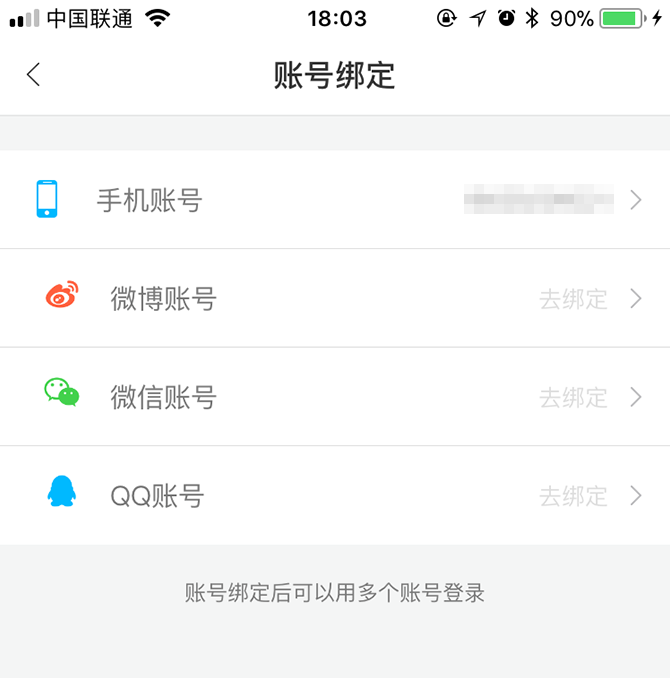 中国联通 18:03 90%
账号绑定
手机账号
微博账号 去绑定
微信账号 去绑定
QQ账号 去绑定
账号绑定后可以用多个账号登录